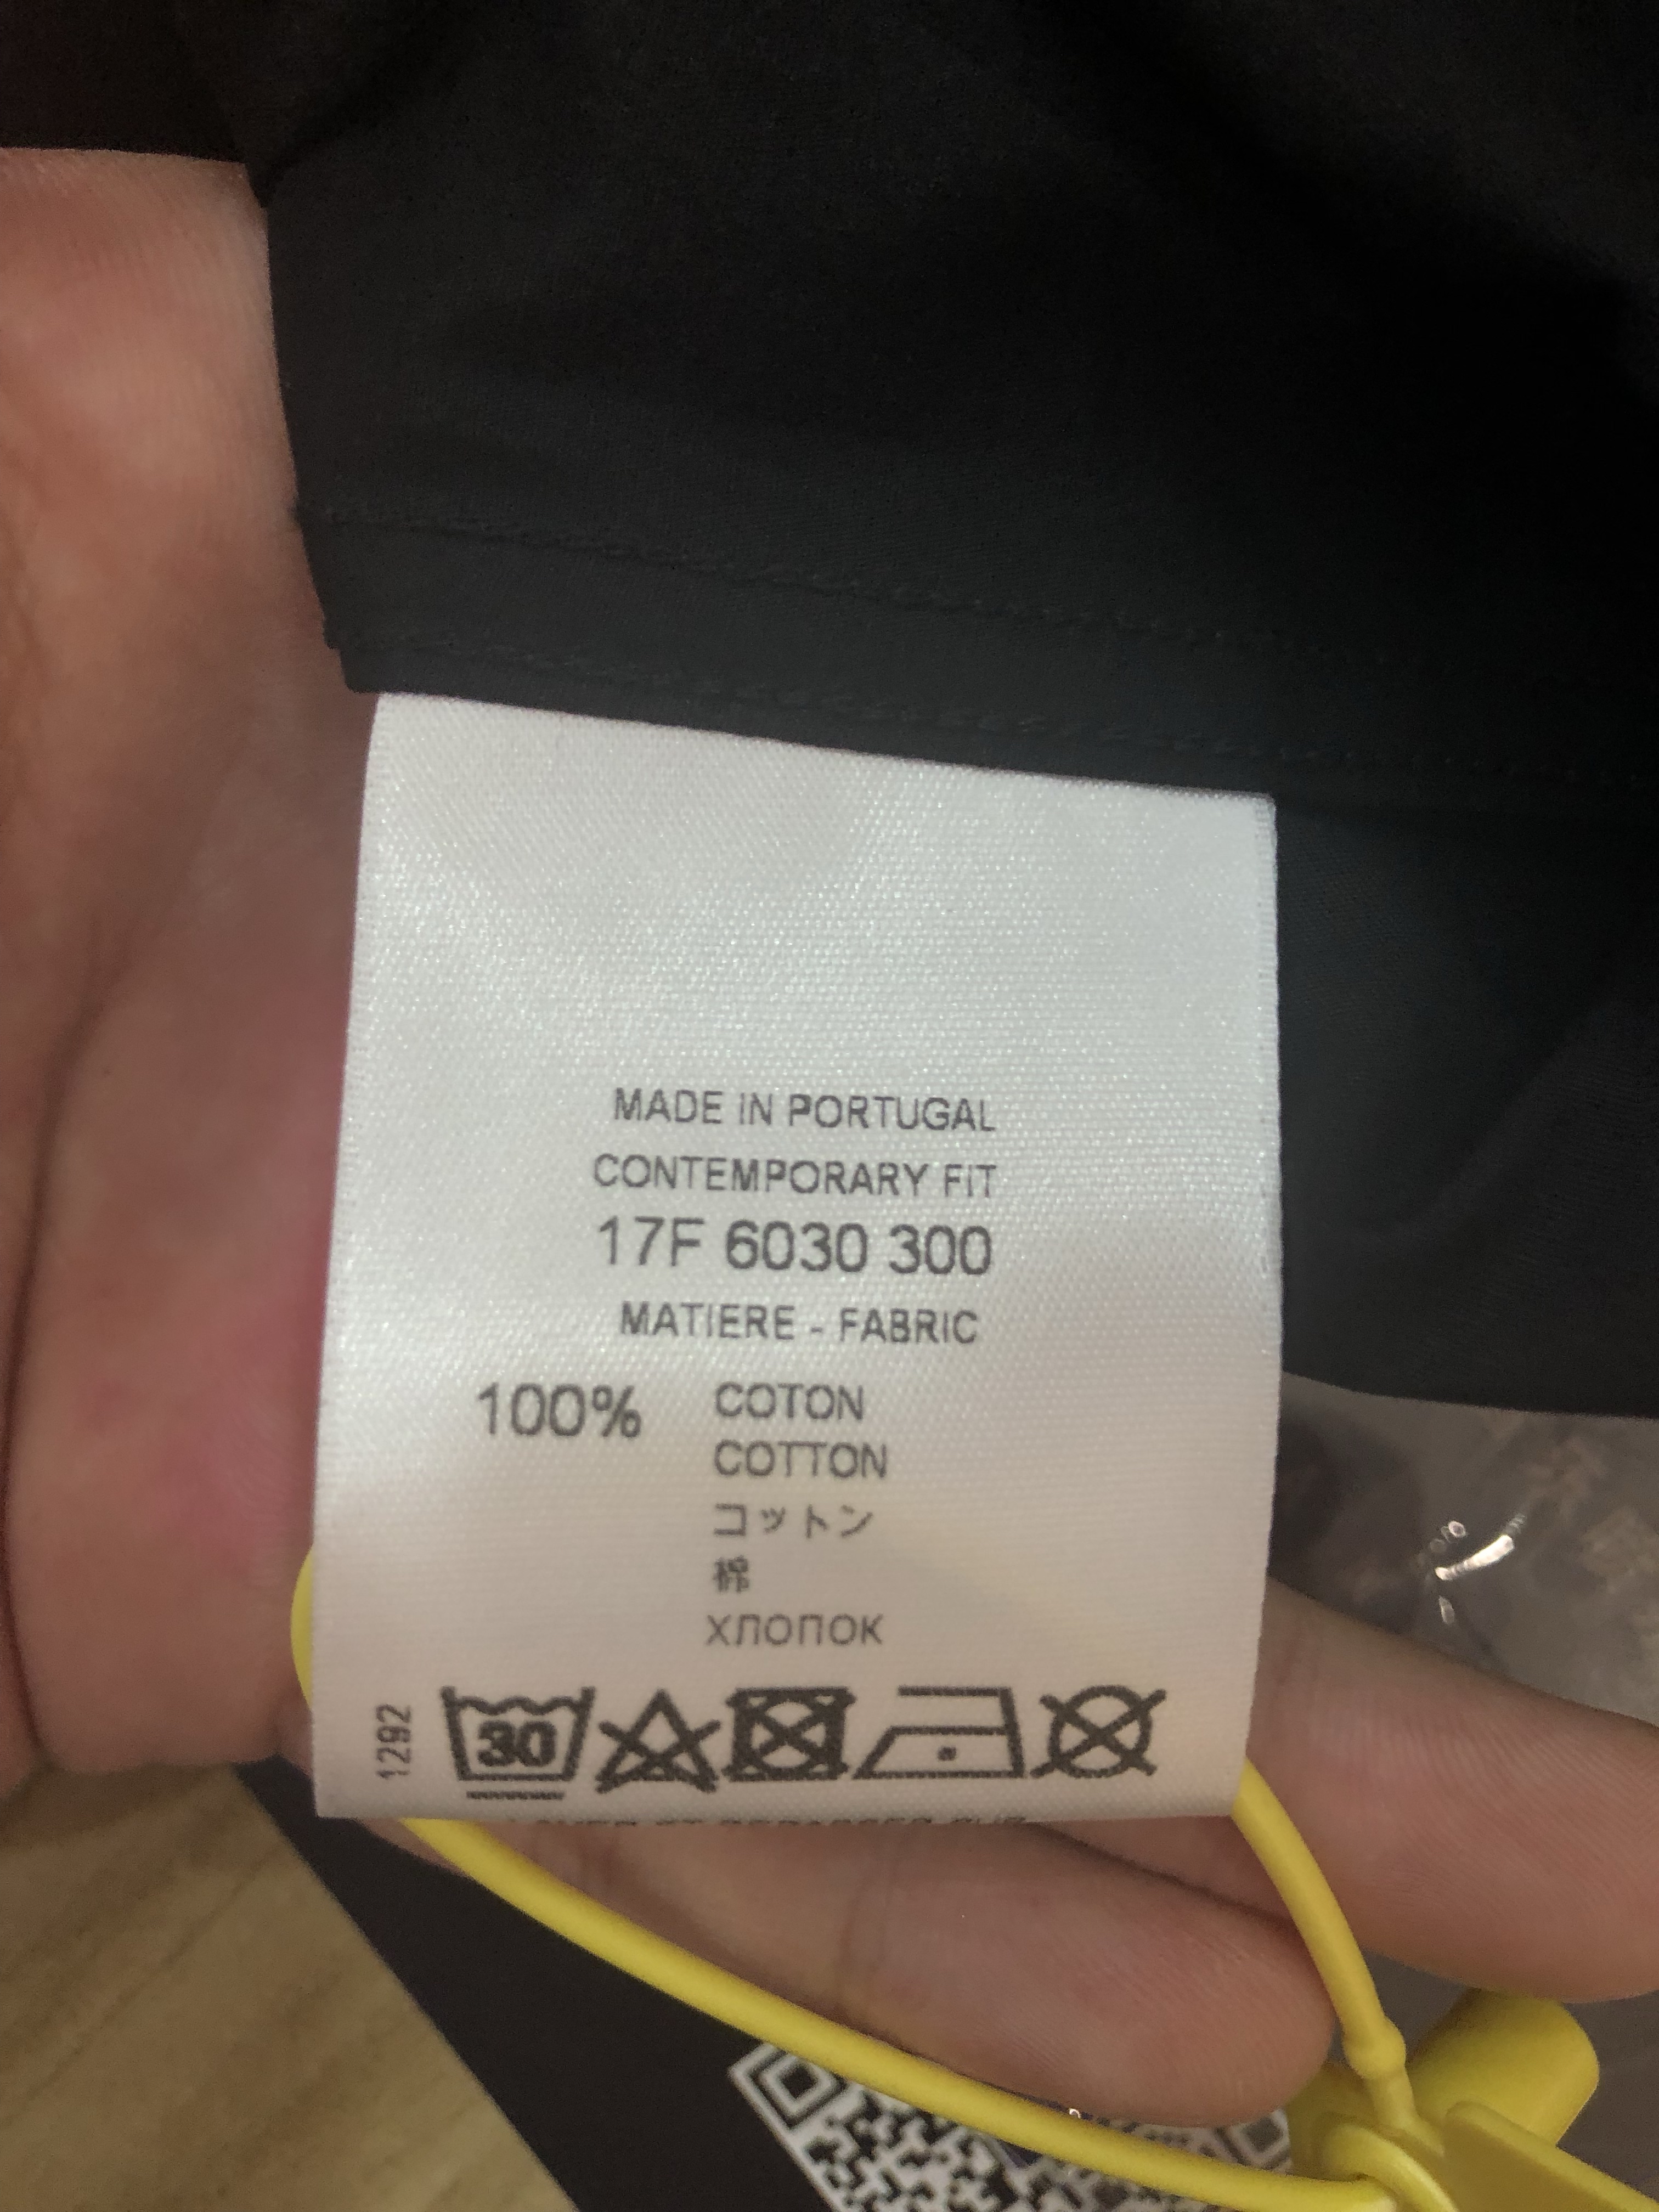 MADE IN PORTUGAL
CONTEMPORARY FIT
17F 6030 300
MATIERE - FABRIC
100% COTON
COTTON
コットン
棉
ХЛОПОК
1292
30